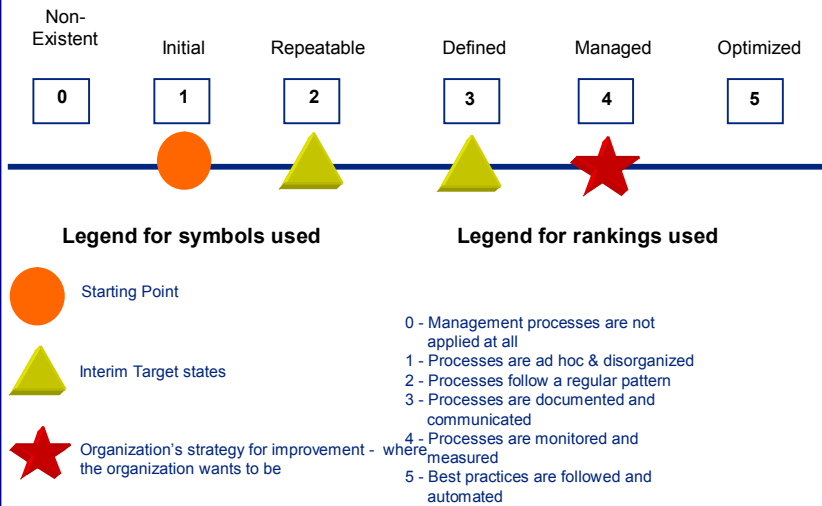 Non-
Existent
Initial
Repeatable
Defined
Managed
Optimized
0
1
2
3
4
5
Legend for symbols used
Starting Point
Interim Target states
Organization's strategy for improvement - where
the organization wants to be
Legend for rankings used
0 - Management processes are not
applied at all
1 - Processes are ad hoc & disorganized
2 - Processes follow a regular pattern
3 - Processes are documented and
communicated
4 - Processes are monitored and
measured
5 - Best practices are followed and
automated